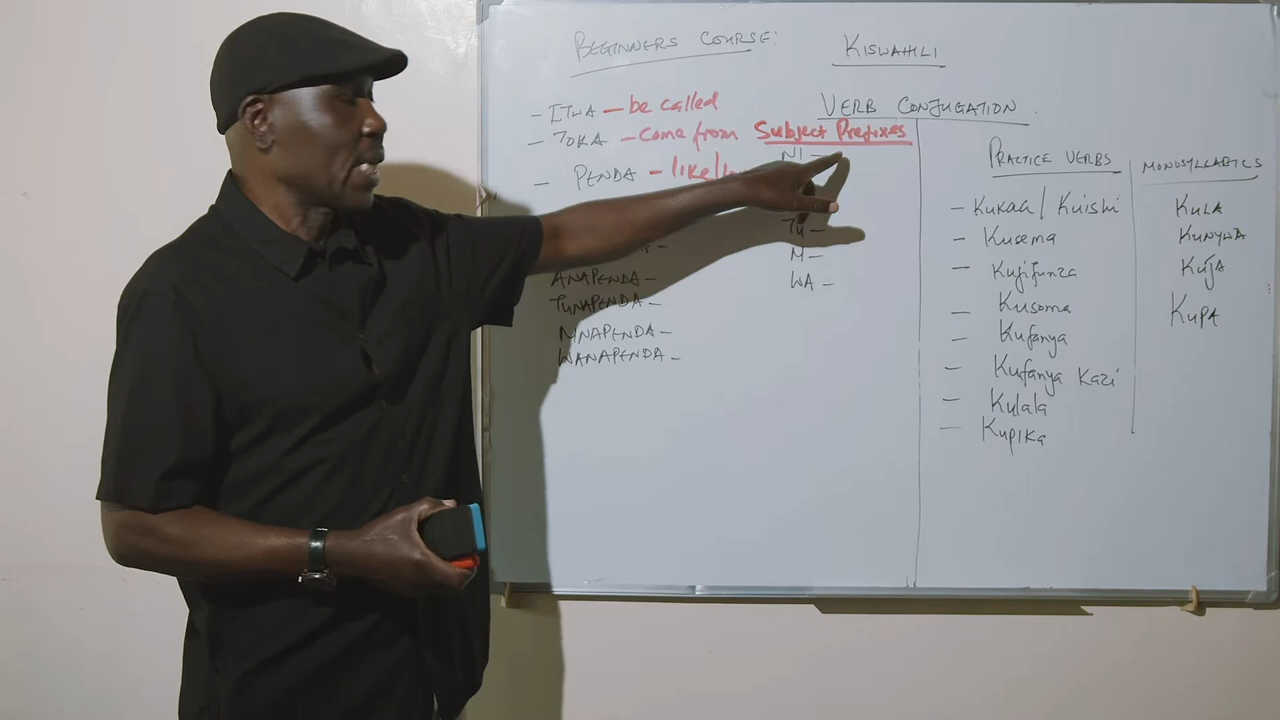 BEGINNERS COURSE:
KISWAHILI
- ITWA - be called
- TOKA - Come from
- PENDA - like/
ANAPENDA -
TUNAPENDA -
MNAPENDA -
WANAPENDA -
VERB CONJUGATION
Subject Prefixes
NI -
TU -
M -
WA -
PRACTICE VERBS
- Kukaa / Kuishi
- Kusema
- Kujifunza
- Kusoma
- Kufanya
- Kufanya Kazi
- Kulala
- Kupika
MONOSYLLABICS
KULA
KUNYWA
KUJA
KUPA